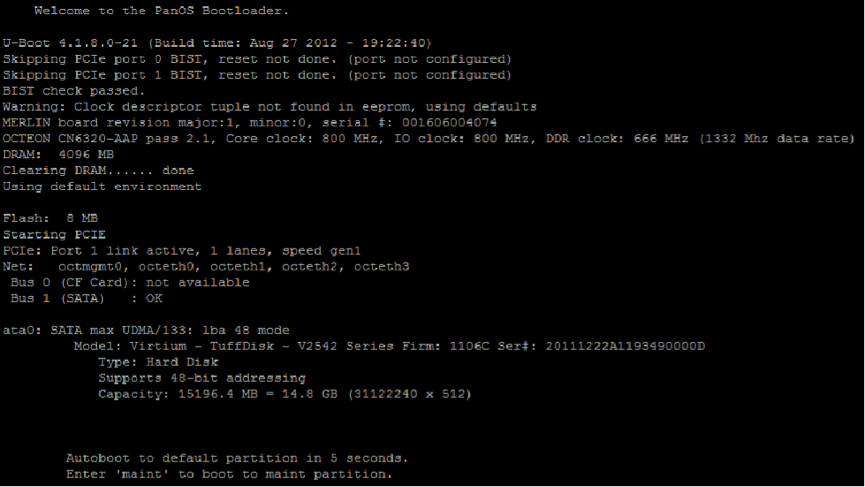 Welcome to the PanOS Bootloader.
U-Boot 4.1.8.0-21 (Build time: Aug 27 2012 - 19:22:40)
Skipping PCIe port 0 BIST, reset not done. (port not configured)
Skipping PCIe port 1 BIST, reset not done. (port not configured)
BIST check passed.
Warning: Clock descriptor tuple not found in eeprom, using defaults
MERLIN board revision major:1, minor:0, serial #: 001606004074
OCTEON CN6320-AAP pass 2.1, Core clock: 800 MHz, IO clock: 800 MHz, DDR clock: 666 MHz (1332 Mhz data rate)
DRAM:  4096 MB
Clearing DRAM...... done
Using default environment
Flash:  8 MB
Starting PCIE
PCIe: Port 1 link active, 1 lanes, speed gen1
Net:   octmgmt0, octeth0, octeth1, octeth2, octeth3
Bus 0 (CF Card): not available
Bus 1 (SATA)   : OK
ata0: SATA max UDMA/133: lba 48 mode
Model: Virtium - TuffDisk - V2542 Series Firm: 1106C Ser#: 20111222A1193490000D
Type: Hard Disk
Supports 48-bit addressing
Capacity: 15196.4 MB = 14.8 GB (31122240 x 512)
Autoboot to default partition in 5 seconds.
Enter 'maint' to boot to maint partition.